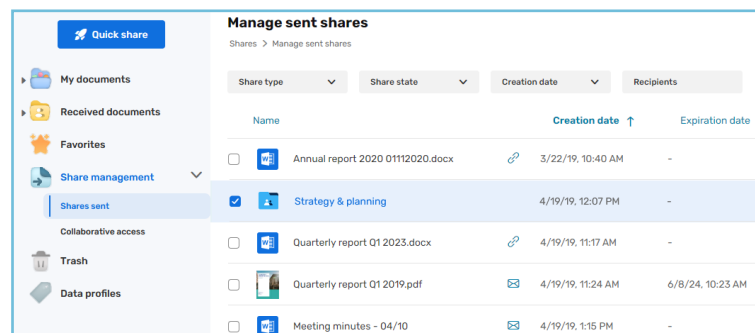 Quick share
My documents
Received documents
Favorites
Share management
Shares sent
Collaborative access
Trash
Data profiles
Manage sent shares
Shares > Manage sent shares
Share type Share state Creation date Recipients
Name Creation date ↑ Expiration date
Annual report 2020 01112020.docx 3/22/19, 10:40 AM -
Strategy & planning 4/19/19, 12:07 PM -
Quarterly report Q1 2023.docx 4/19/19, 11:17 AM -
Quarterly report Q1 2019.pdf 4/19/19, 11:24 AM 6/8/24, 10:23 AM
Meeting minutes - 04/10 4/19/19, 1:15 PM -